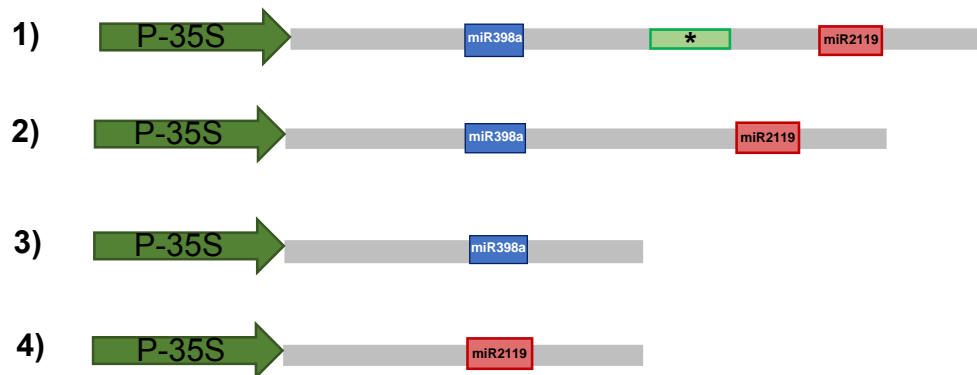 1) P-35S miR398a * miR2119
2) P-35S miR398a miR2119
3) P-35S miR398a
4) P-35S miR2119